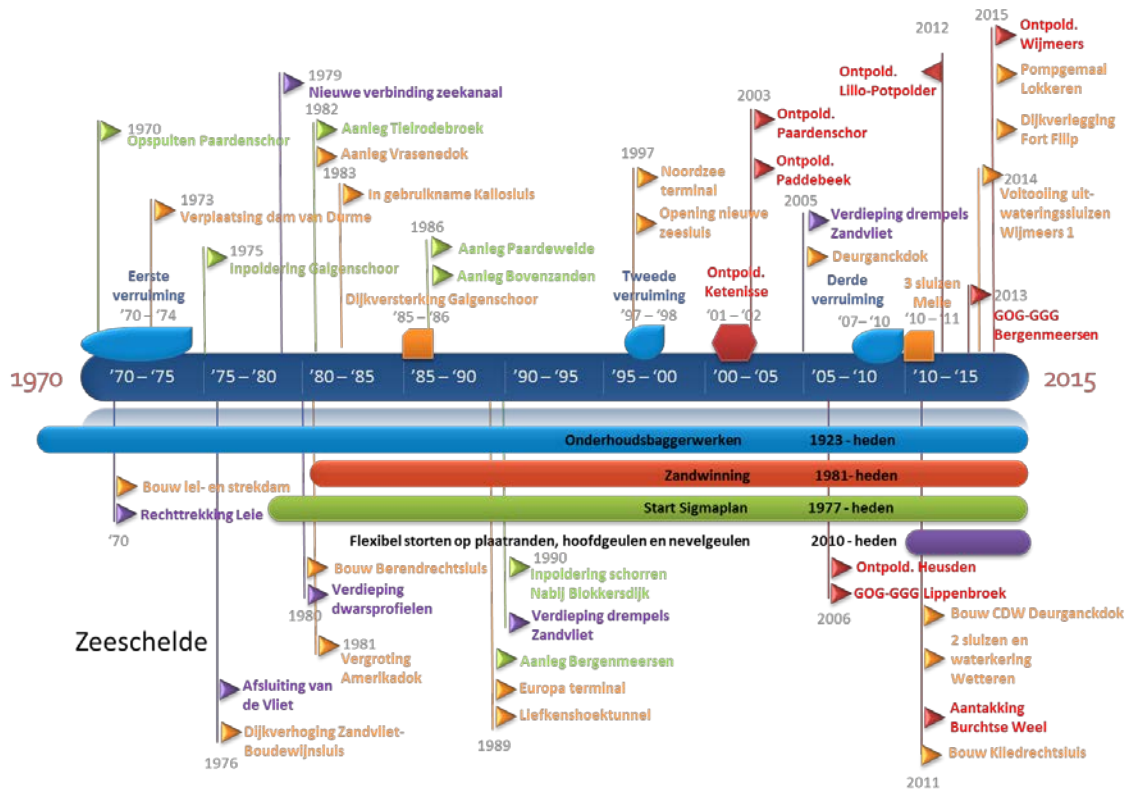 2015
Ontpold.
Wijmeers
2012
Pompgemaal
Lokkeren
Ontpold.
Lillo-Potpolder
1979
Nieuwe verbinding zeekanaal
1982
Aanleg Tielrodebroek
Aanleg Vrasenedok
1970
Opspuiten Paardenschor
2003
Ontpold.
Paardenschor
Ontpold.
Paddebeek
Dijkverlegging
Fort Filip
1983
In gebruikname Kallosluis
1997
Noordzee
terminal
Opening nieuwe
zeesluis
2014
Voltooiing uit-
wateringssluizen
Wijmeers 1
1973
Verplaatsing dam van Durme
1975
Inpoldering Galgenschoor
1986
Aanleg Paardeweide
Aanleg Bovenzanden
2005
Verdieping drempels
Zandvliet
Deurganckdok
Eerste
verruiming
'70 – '74
Dijkversterking Galgenschoor
'85 – '86
Tweede
verruiming
'97 – '98
Ontpold.
Ketenisse
'01 – '02
Derde
verruiming
'07– '10
3 sluizen
Melle
'10 – '11
2013
GOG-GGG
Bergenmeersen
1970
'70 – '75
'75 – '80
'80 – '85
'85 – '90
'90 – '95
'95 – '00
'00 – '05
'05 – '10
'10 – '15
2015
Onderhoudsbaggerwerken 1923 - heden
Zandwinning 1981- heden
Start Sigmaplan 1977 - heden
Flexibel storten op plaatranden, hoofdgeulen en nevelgeulen 2010 - heden
Bouw lei- en strekdam
Rechttrekking Leie
'70
Bouw Berendrechtsluis
Verdieping
dwarsprofielen
1980
1981
Vergroting
Amerikadok
1990
Inpoldering schorren
Nabij Blokkersdijk
Verdieping drempels
Zandvliet
Aanleg Bergenmeersen
Europa terminal
Liefkenshoektunnel
1989
Ontpold. Heusden
GOG-GGG Lippenbroek
2006
Bouw CDW Deurganckdok
2 sluizen en
waterkering
Wetteren
Aantakking
Burchtse Weel
Bouw Kliedrechtsluis
2011
Zeeschelde
Afsluiting van
de Vliet
Dijkverhoging Zandvliet-
Boudewijnsluis
1976